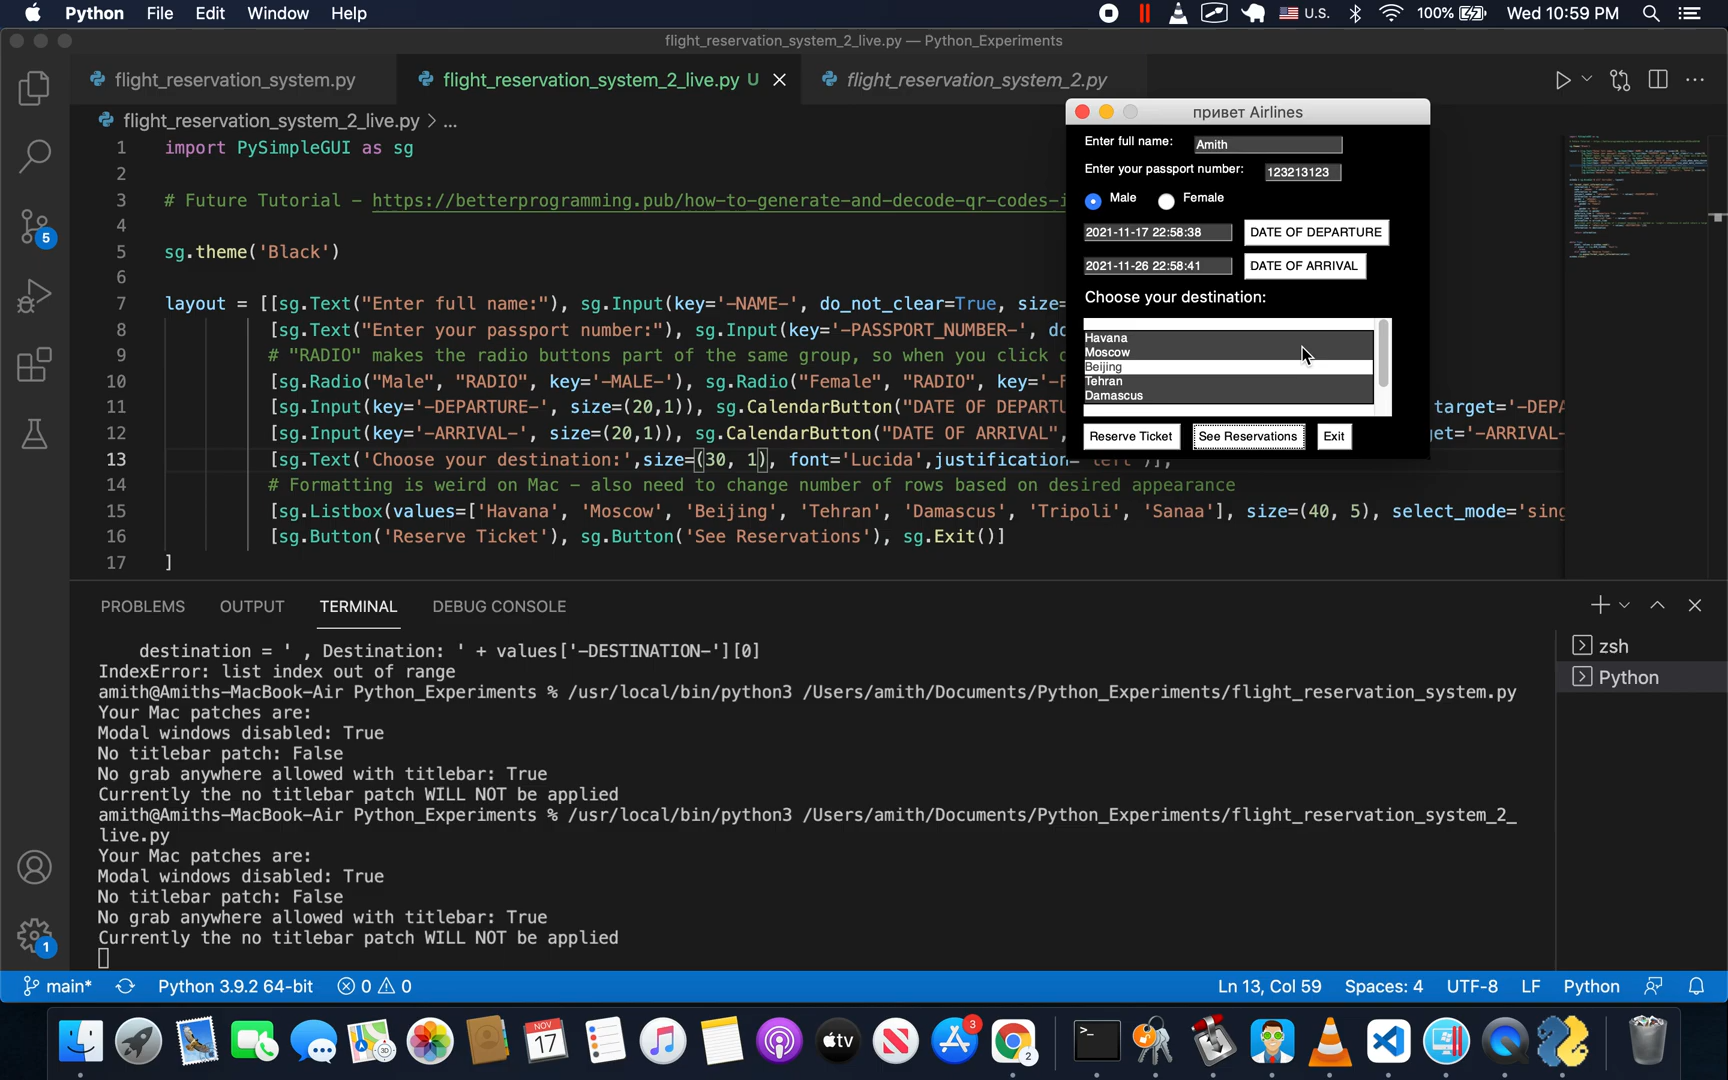 Python File Edit Window Help U.S. 100% Wed 10:59 PM
flight_reservation_system_2_live.py — Python_Experiments
flight_reservation_system.py flight_reservation_system_2_live.py U flight_reservation_system_2.py
flight_reservation_system_2_live.py > ...
1 import PySimpleGUI as sg
2
3 # Future Tutorial - https://betterprogramming.pub/how-to-generate-and-decode-qr-codes-i
4
5 sg.theme('Black')
6
7 layout = [[sg.Text("Enter full name:"), sg.Input(key='-NAME-', do_not_clear=True, size=
8 [sg.Text("Enter your passport number:"), sg.Input(key='-PASSPORT_NUMBER-', do
9 # "RADIO" makes the radio buttons part of the same group, so when you click o
10 [sg.Radio("Male", "RADIO", key='-MALE-'), sg.Radio("Female", "RADIO", key='-F
11 [sg.Input(key='-DEPARTURE-', size=(20,1)), sg.CalendarButton("DATE OF DEPARTU target='-DEPA
12 [sg.Input(key='-ARRIVAL-', size=(20,1)), sg.CalendarButton("DATE OF ARRIVAL", get='-ARRIVAL-
13 [sg.Text('Choose your destination:',size=(30, 1), font='Lucida',justification='left')],
14 # Formatting is weird on Mac - also need to change number of rows based on desired appearance
15 [sg.Listbox(values=['Havana', 'Moscow', 'Beijing', 'Tehran', 'Damascus', 'Tripoli', 'Sanaa'], size=(40, 5), select_mode='sing
16 [sg.Button('Reserve Ticket'), sg.Button('See Reservations'), sg.Exit()]
17 ]
привет Airlines
Enter full name: Amith
Enter your passport number: 123213123
Male Female
2021-11-17 22:58:38 DATE OF DEPARTURE
2021-11-26 22:58:41 DATE OF ARRIVAL
Choose your destination:
Havana
Moscow
Beijing
Tehran
Damascus
Reserve Ticket See Reservations Exit
5
PROBLEMS OUTPUT TERMINAL DEBUG CONSOLE
destination = ' , Destination: ' + values['-DESTINATION-'][0]
IndexError: list index out of range
amith@Amiths-MacBook-Air Python_Experiments % /usr/local/bin/python3 /Users/amith/Documents/Python_Experiments/flight_reservation_system.py
Your Mac patches are:
Modal windows disabled: True
No titlebar patch: False
No grab anywhere allowed with titlebar: True
Currently the no titlebar patch WILL NOT be applied
amith@Amiths-MacBook-Air Python_Experiments % /usr/local/bin/python3 /Users/amith/Documents/Python_Experiments/flight_reservation_system_2_
live.py
Your Mac patches are:
Modal windows disabled: True
No titlebar patch: False
No grab anywhere allowed with titlebar: True
Currently the no titlebar patch WILL NOT be applied
zsh
Python
1
main* Python 3.9.2 64-bit 0 0 Ln 13, Col 59 Spaces: 4 UTF-8 LF Python
NOV
17
tv
3
2